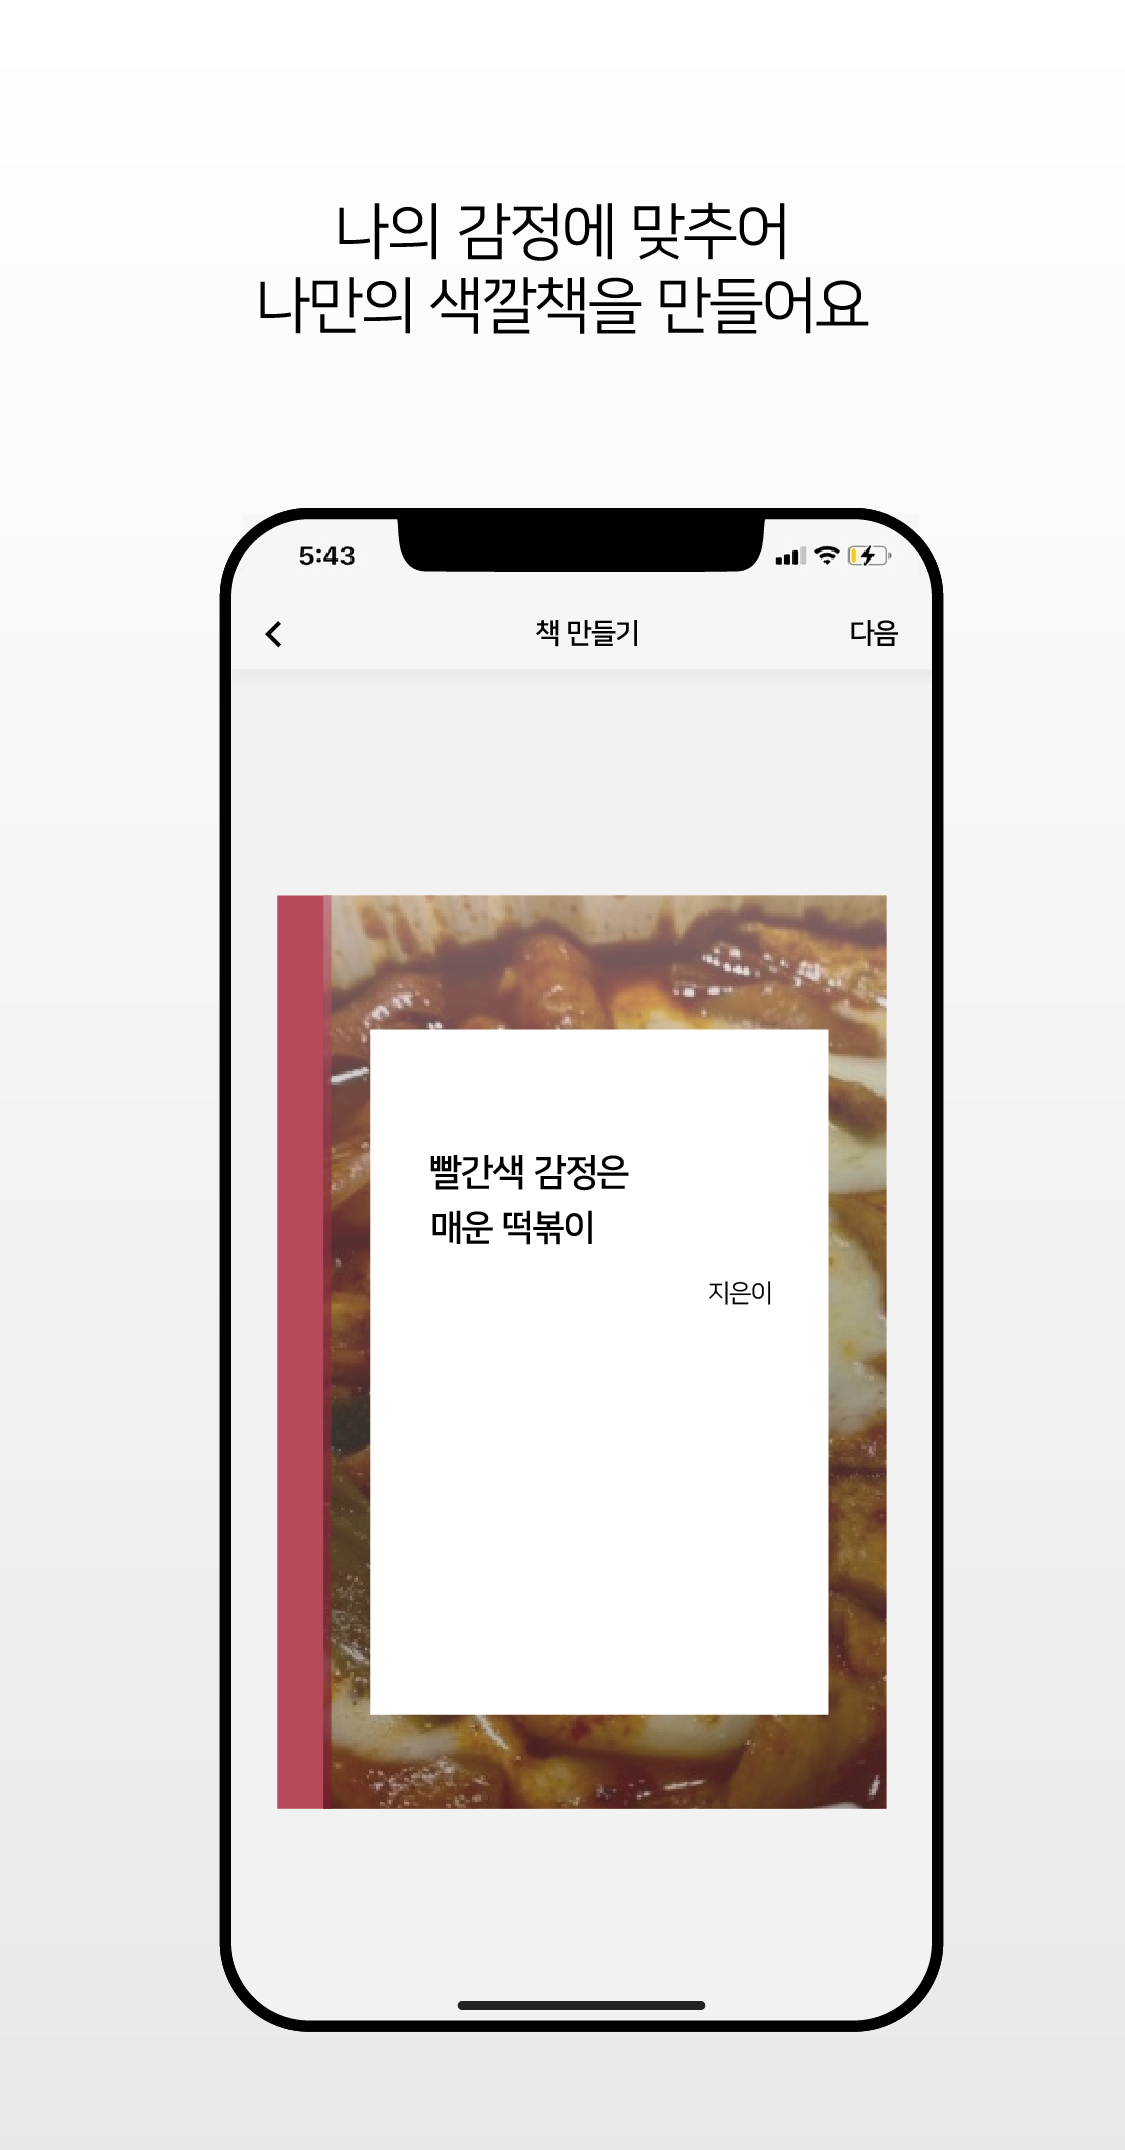 나의 감정에 맞추어
나만의 색깔책을 만들어요
5:43
책 만들기
다음
빨간색 감정은
매운 떡볶이
지은이